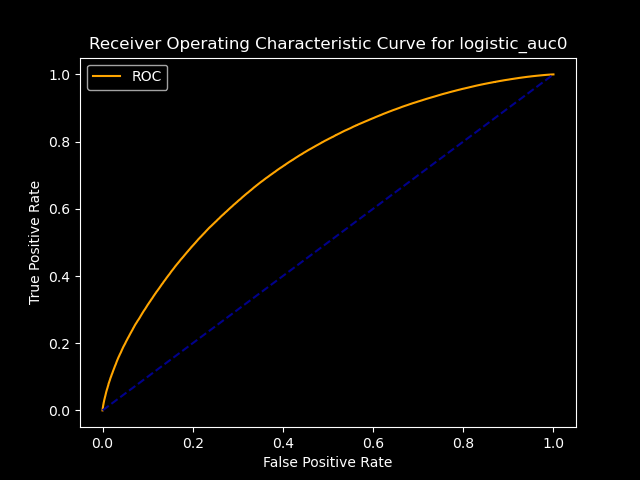 Receiver Operating Characteristic Curve for logistic_auc0
ROC
1.0
0.8
0.6
0.4
0.2
0.0
True Positive Rate
0.0 0.2 0.4 0.6 0.8 1.0
False Positive Rate